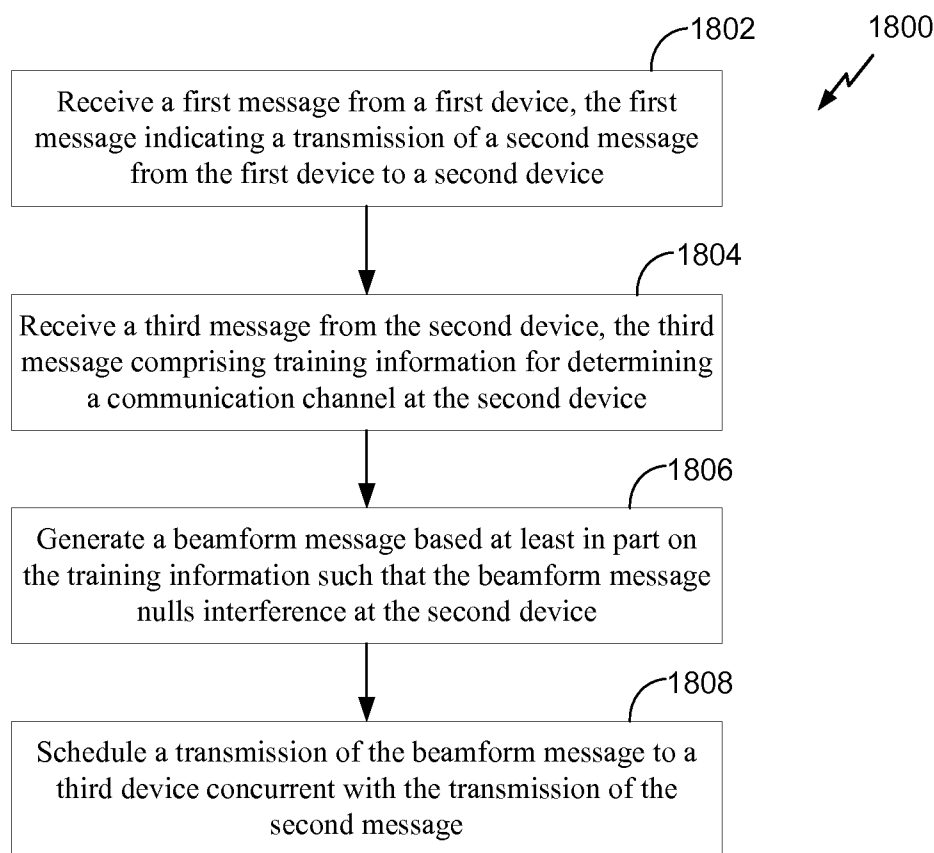 1800
1802
Receive a first message from a first device, the first
message indicating a transmission of a second message
from the first device to a second device
1804
Receive a third message from the second device, the third
message comprising training information for determining
a communication channel at the second device
1806
Generate a beamform message based at least in part on
the training information such that the beamform message
nulls interference at the second device
1808
Schedule a transmission of the beamform message to a
third device concurrent with the transmission of the
second message